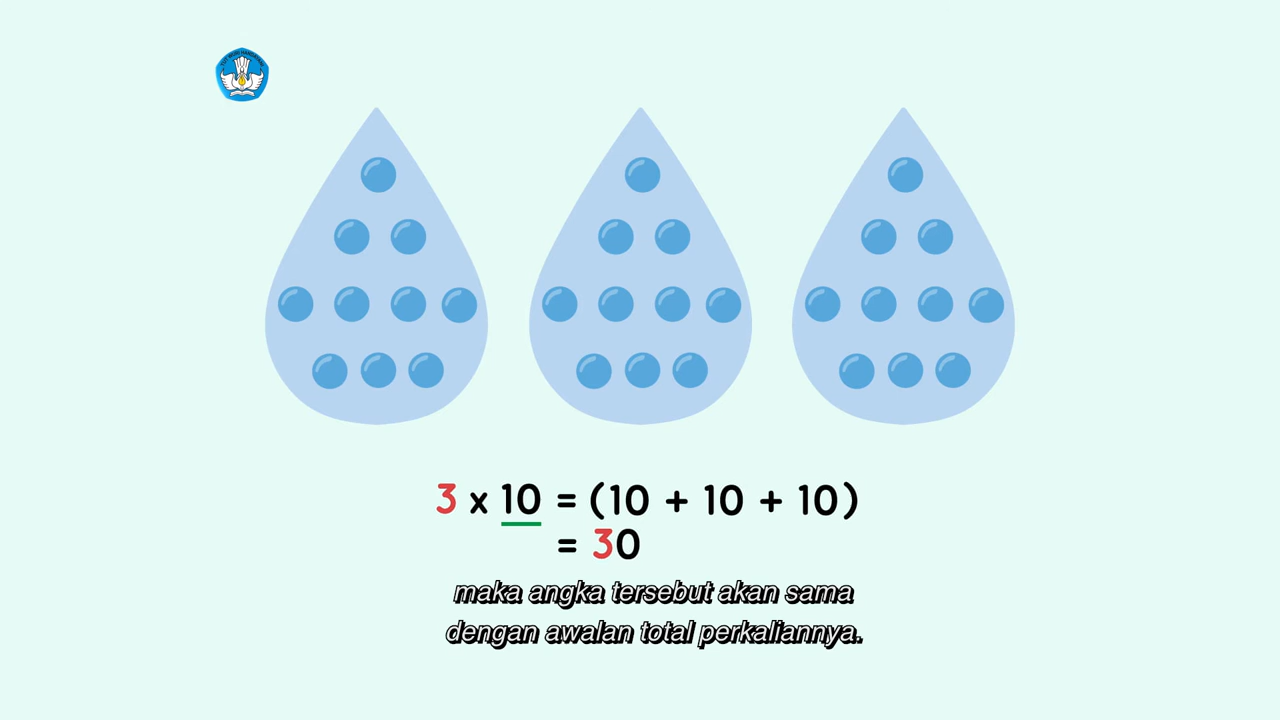 3 x 10 = (10 + 10 + 10)
= 30
maka angka tersebut akan sama
dengan awalan total perkaliannya.